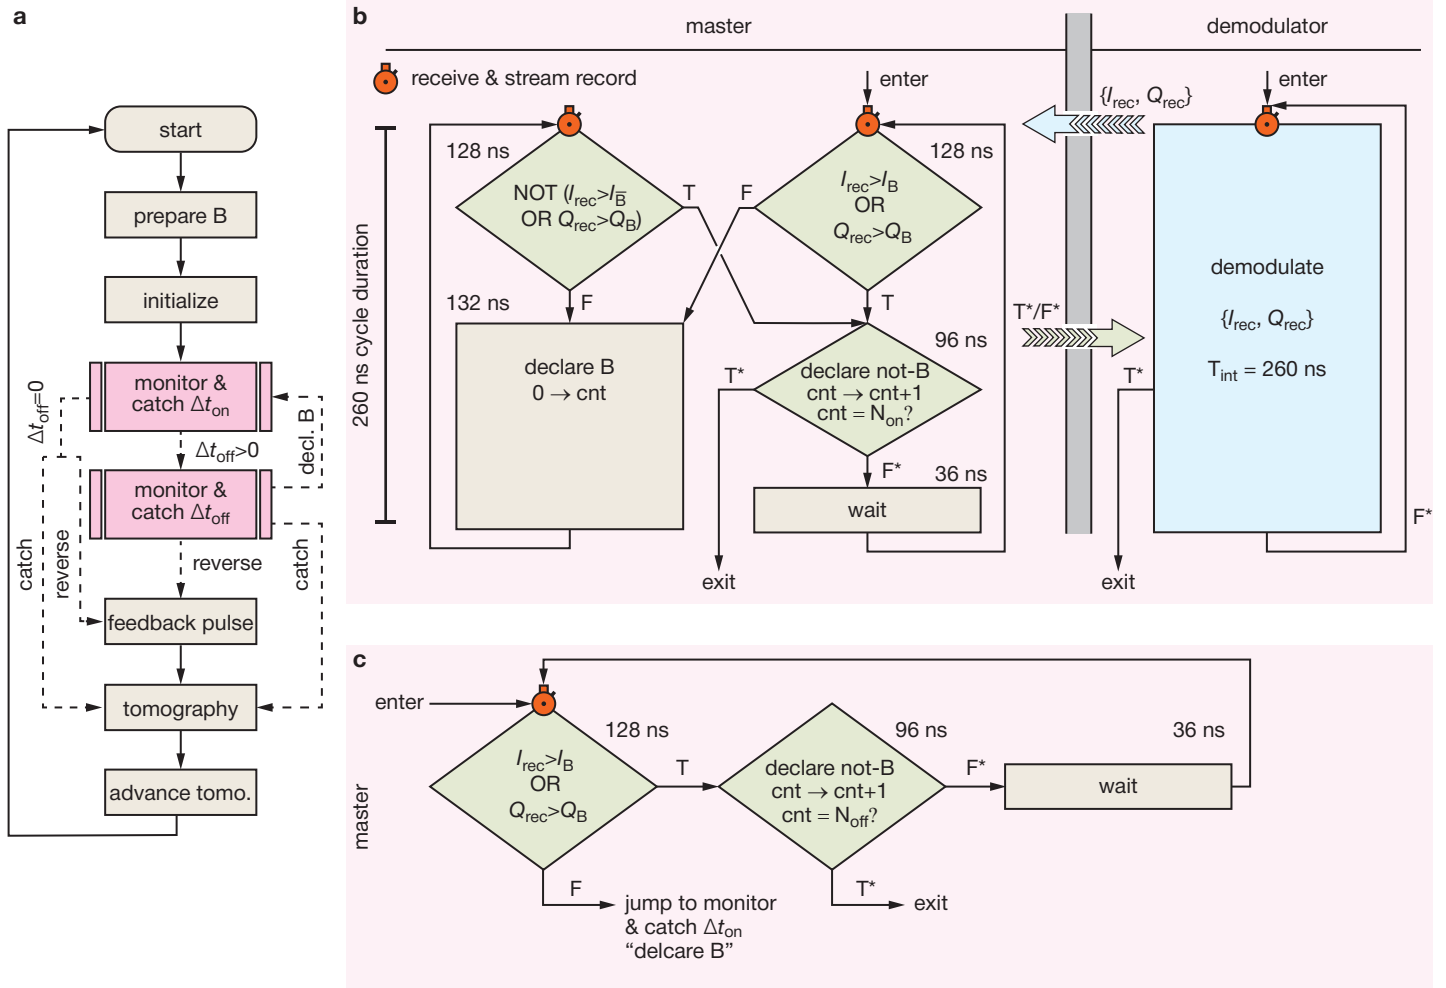 a
start
prepare B
initialize
monitor &
catch Δt_on
Δt_off=0
Δt_off>0
decl. B
monitor &
catch Δt_off
catch
reverse
reverse
catch
feedback pulse
tomography
advance tomo.
b
master
demodulator
receive & stream record
enter
enter
{I_rec, Q_rec}
128 ns
128 ns
NOT (I_rec>I_B̅
OR Q_rec>Q_B)
T
F
I_rec>I_B
OR
Q_rec>Q_B
260 ns cycle duration
132 ns
F
T
declare B
0 → cnt
96 ns
declare not-B
cnt → cnt+1
cnt = N_on?
T*
F*
36 ns
wait
exit
T*/F*
demodulate
{I_rec, Q_rec}
T_int = 260 ns
T*
F*
exit
c
master
enter
128 ns
I_rec>I_B
OR
Q_rec>Q_B
T
96 ns
declare not-B
cnt → cnt+1
cnt = N_off?
F*
36 ns
wait
F
jump to monitor
& catch Δt_on
“delcare B”
T*
exit